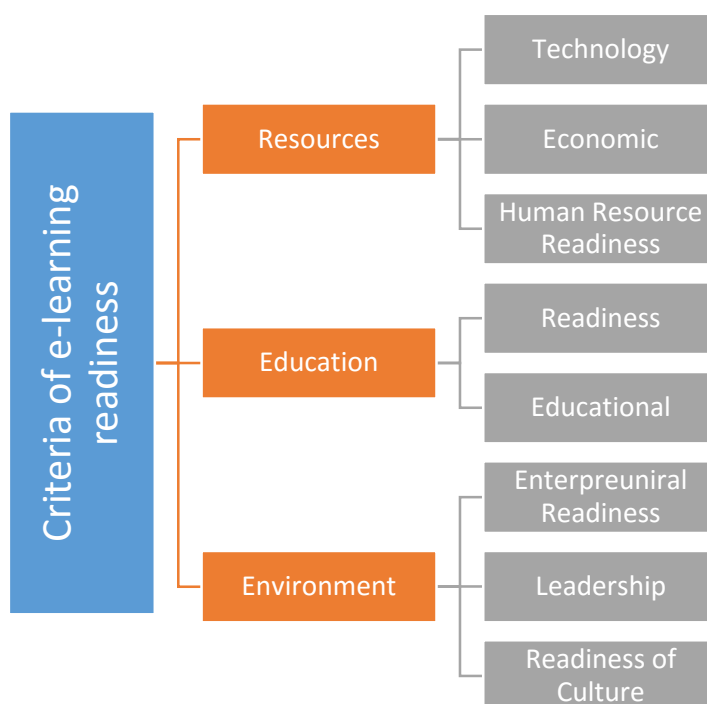 Criteria of e-learning
readiness
Resources
Technology
Economic
Human Resource
Readiness
Education
Readiness
Educational
Environment
Enterpreuniral
Readiness
Leadership
Readiness of
Culture